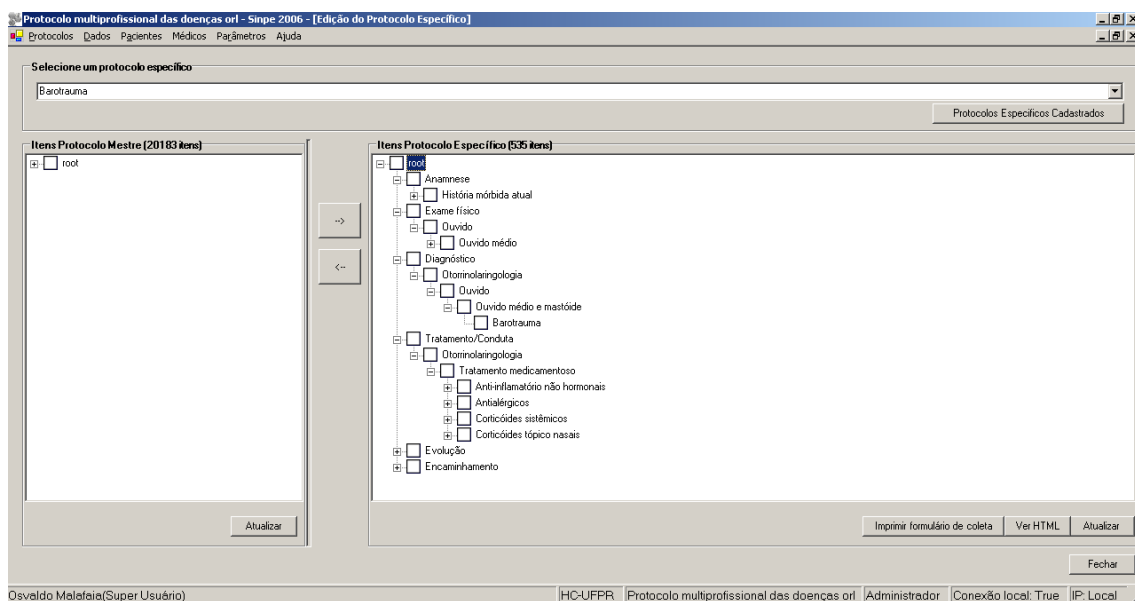 Protocolo multiprofissional das doenças orl - Sinpe 2006 - [Edição do Protocolo Específico]
Protocolos Dados Pacientes Médicos Parâmetros Ajuda
Selecione um protocolo específico
Barotrauma
Protocolos Especificos Cadastrados
Itens Protocolo Mestre (20183 itens)
root
Atualizar
-->
<--
Itens Protocolo Específico (535 itens)
root
Anamnese
História mórbida atual
Exame físico
Ouvido
Ouvido médio
Diagnóstico
Otorrinolaringologia
Ouvido
Ouvido médio e mastóide
Barotrauma
Tratamento/Conduta
Otorrinolaringologia
Tratamento medicamentoso
Anti-inflamatório não hormonais
Antialérgicos
Corticóides sistêmicos
Corticóides tópico nasais
Evolução
Encaminhamento
Imprimir formulário de coleta Ver HTML Atualizar
Fechar
Osvaldo Malafaia(Super Usuário) HC-UFPR Protocolo multiprofissional das doenças orl Administrador Conexão local: True IP: Local